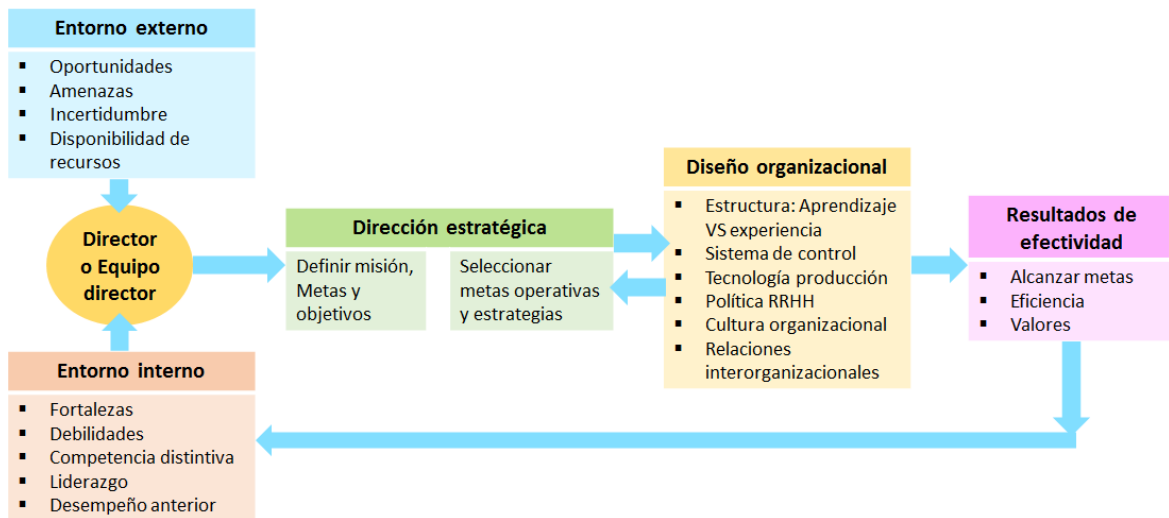 Entorno externo
▪ Oportunidades
▪ Amenazas
▪ Incertidumbre
▪ Disponibilidad de
recursos
Director
o Equipo
director
Entorno interno
▪ Fortalezas
▪ Debilidades
▪ Competencia distintiva
▪ Liderazgo
▪ Desempeño anterior
Dirección estratégica
Definir misión,
Metas y
objetivos
Seleccionar
metas operativas
y estrategias
Diseño organizacional
▪ Estructura: Aprendizaje
VS experiencia
▪ Sistema de control
▪ Tecnología producción
▪ Política RRHH
▪ Cultura organizacional
▪ Relaciones
interorganizacionales
Resultados de
efectividad
▪ Alcanzar metas
▪ Eficiencia
▪ Valores